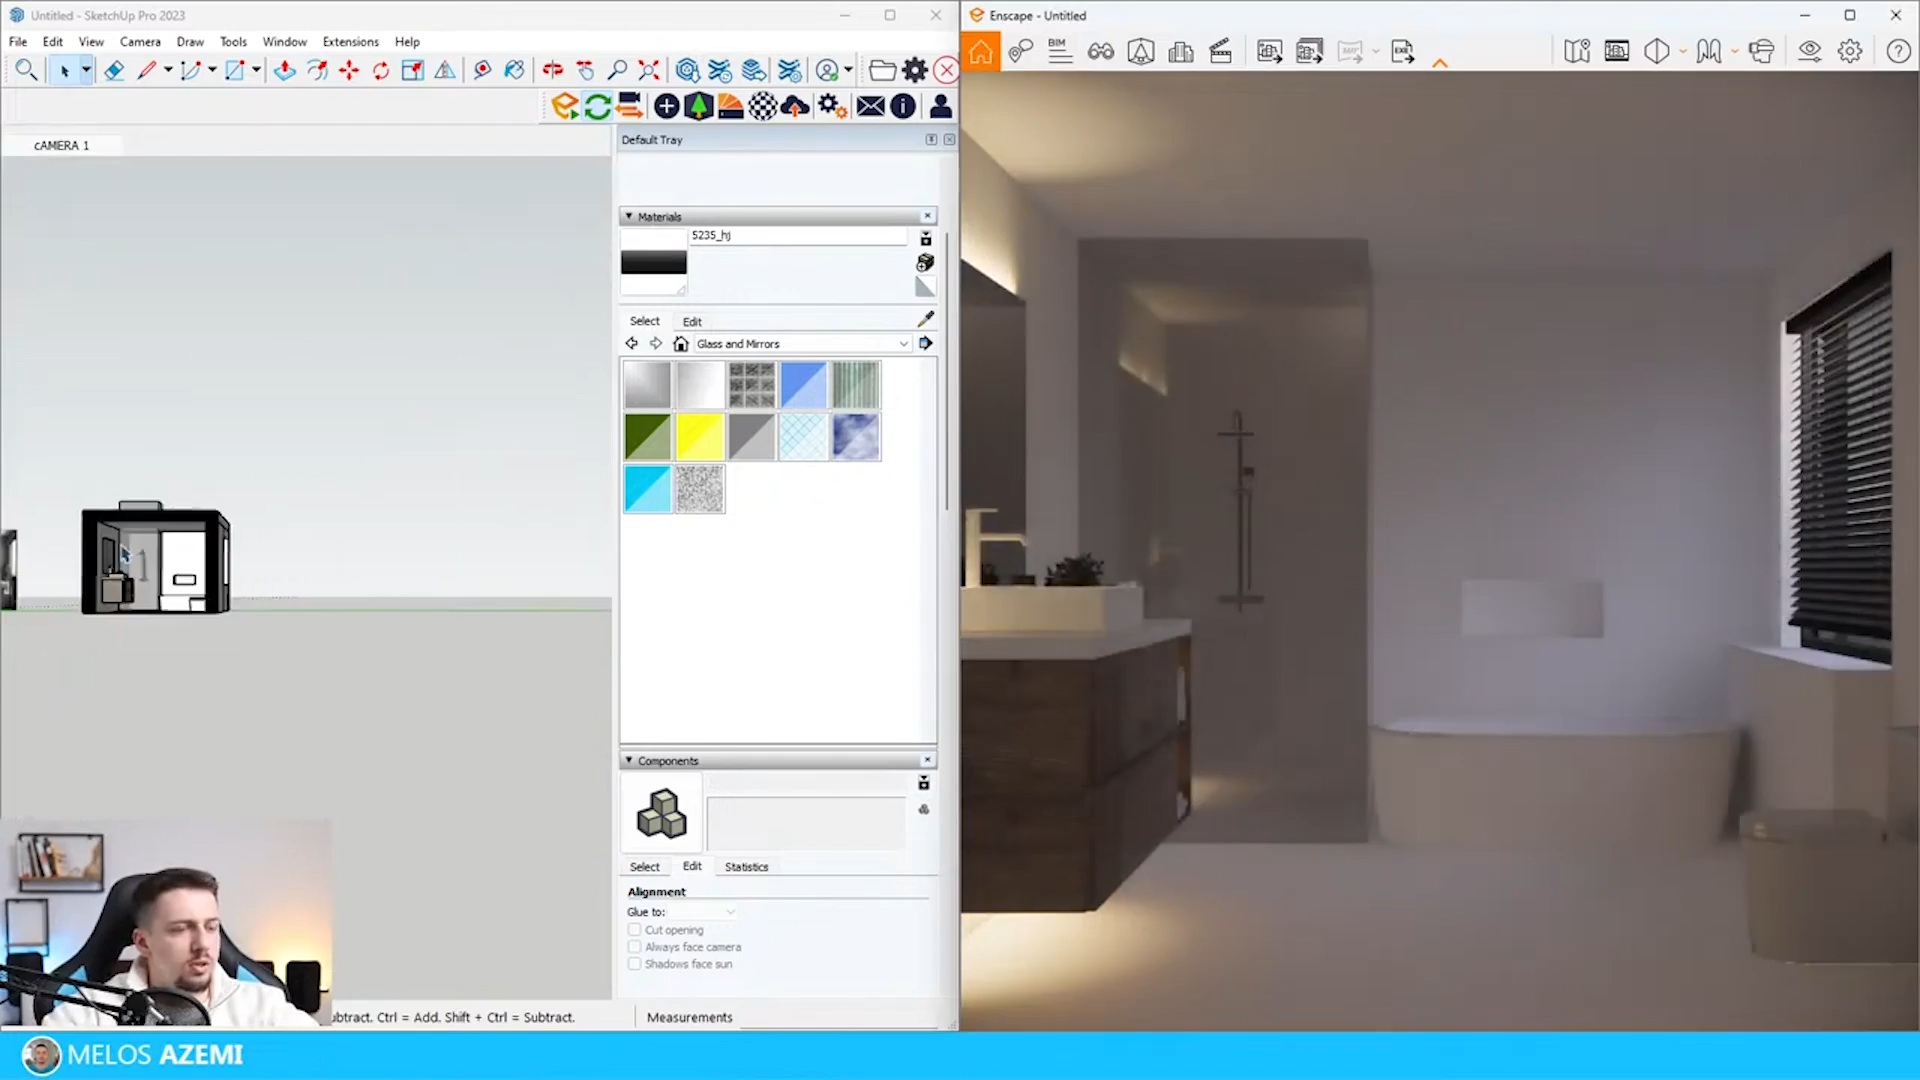 Untitled - SketchUp Pro 2023
File Edit View Camera Draw Tools Window Extensions Help
cAMERA 1
Default Tray
Materials
5235_hj
Select Edit
Glass and Mirrors
Components
Select Edit Statistics
Alignment
Glue to:
Cut opening
Always face camera
Shadows face sun
ubtract. Ctrl = Add. Shift + Ctrl = Subtract.
Measurements
Enscape - Untitled
BIM
EXE
MELOS AZEMI